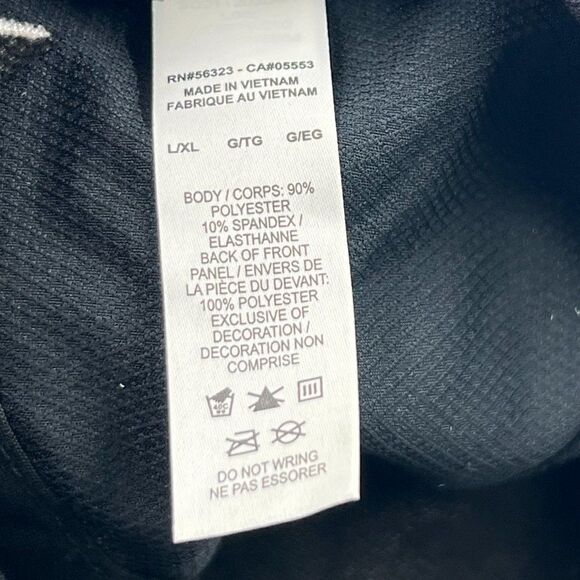 RN#56323 - CA#05553
MADE IN VIETNAM
FABRIQUE AU VIETNAM
L/XL G/TG G/EG
BODY / CORPS: 90%
POLYESTER
10% SPANDEX /
ELASTHANNE
BACK OF FRONT
PANEL / ENVERS DE
LA PIÈCE DU DEVANT:
100% POLYESTER
EXCLUSIVE OF
DECORATION /
DECORATION NON
COMPRISE
40C
DO NOT WRING
NE PAS ESSORER